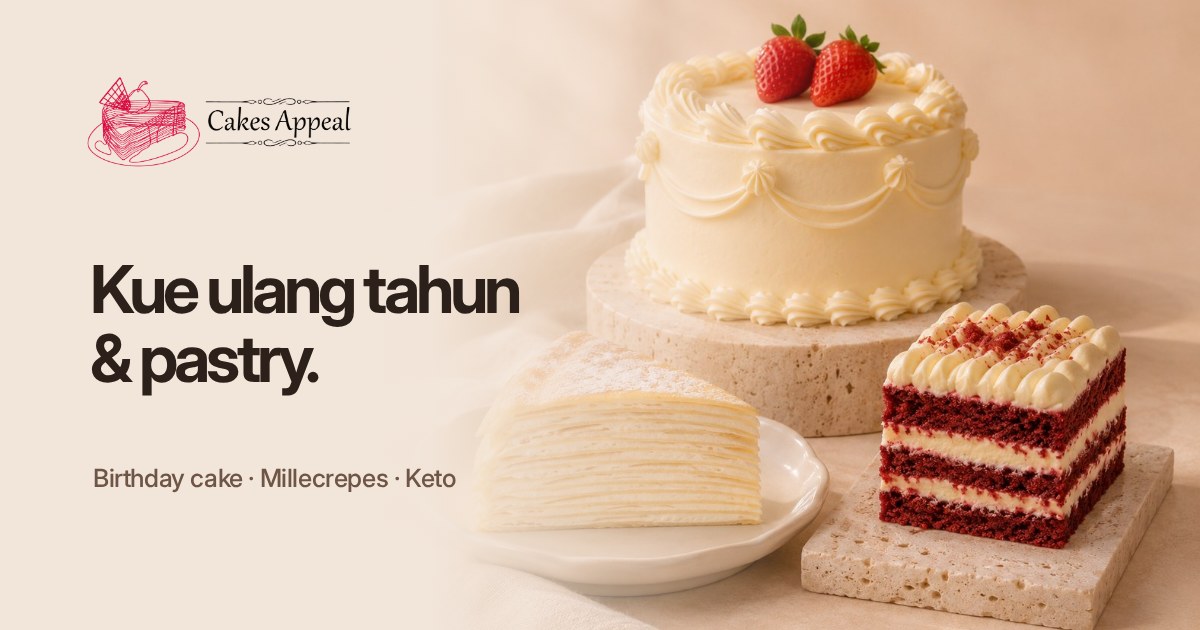 Cakes Appeal
Kue ulang tahun
& pastry.
Birthday cake · Millecrepes · Keto